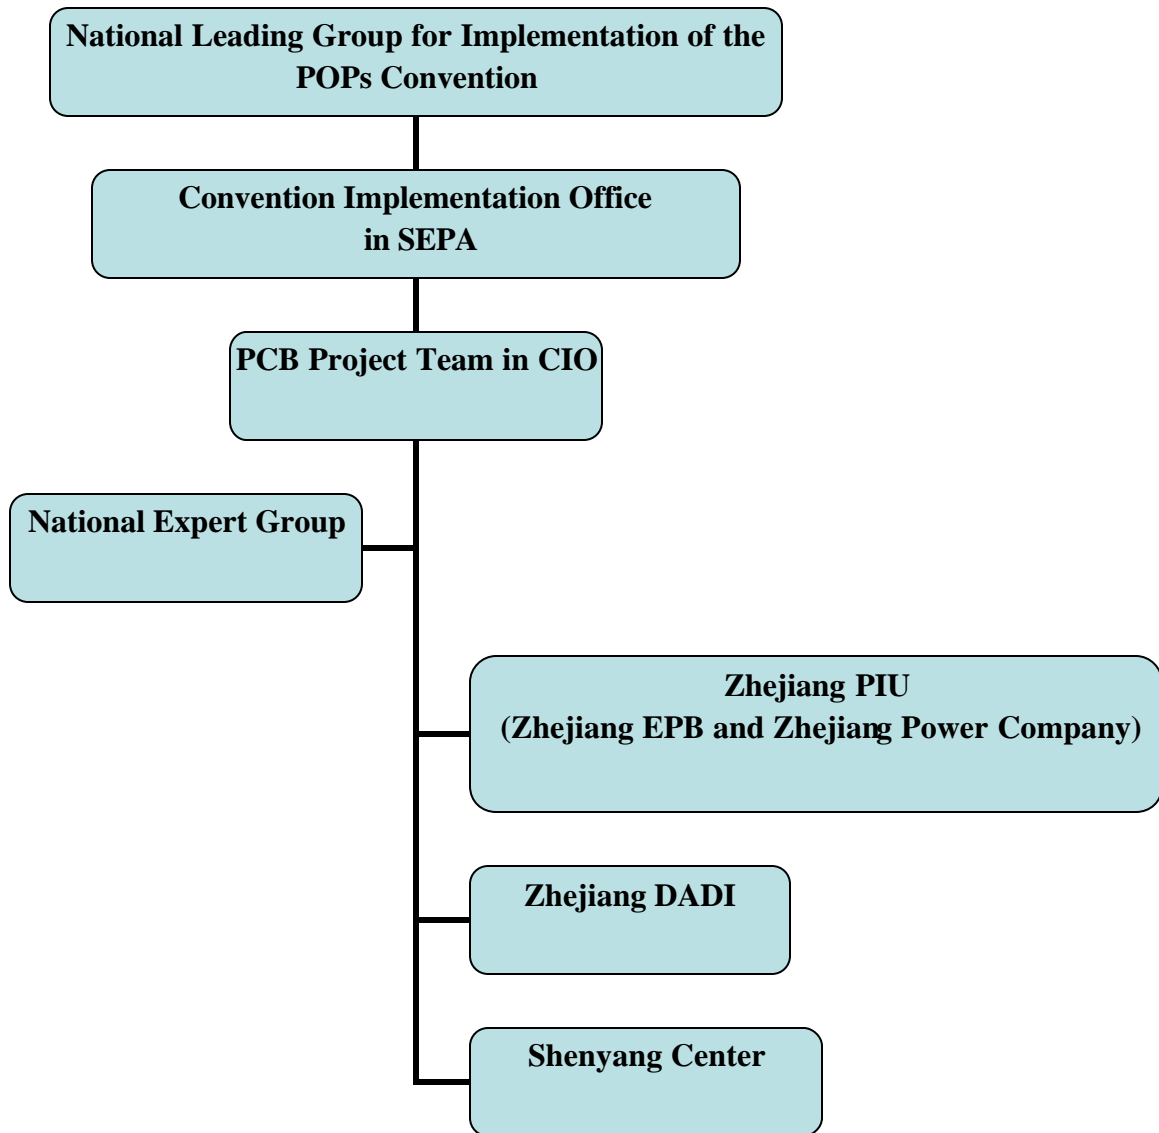 National Leading Group for Implementation of the
POPs Convention
Convention Implementation Office
in SEPA
PCB Project Team in CIO
National Expert Group
Zhejiang PIU
(Zhejiang EPB and Zhejiang Power Company)
Zhejiang DADI
Shenyang Center